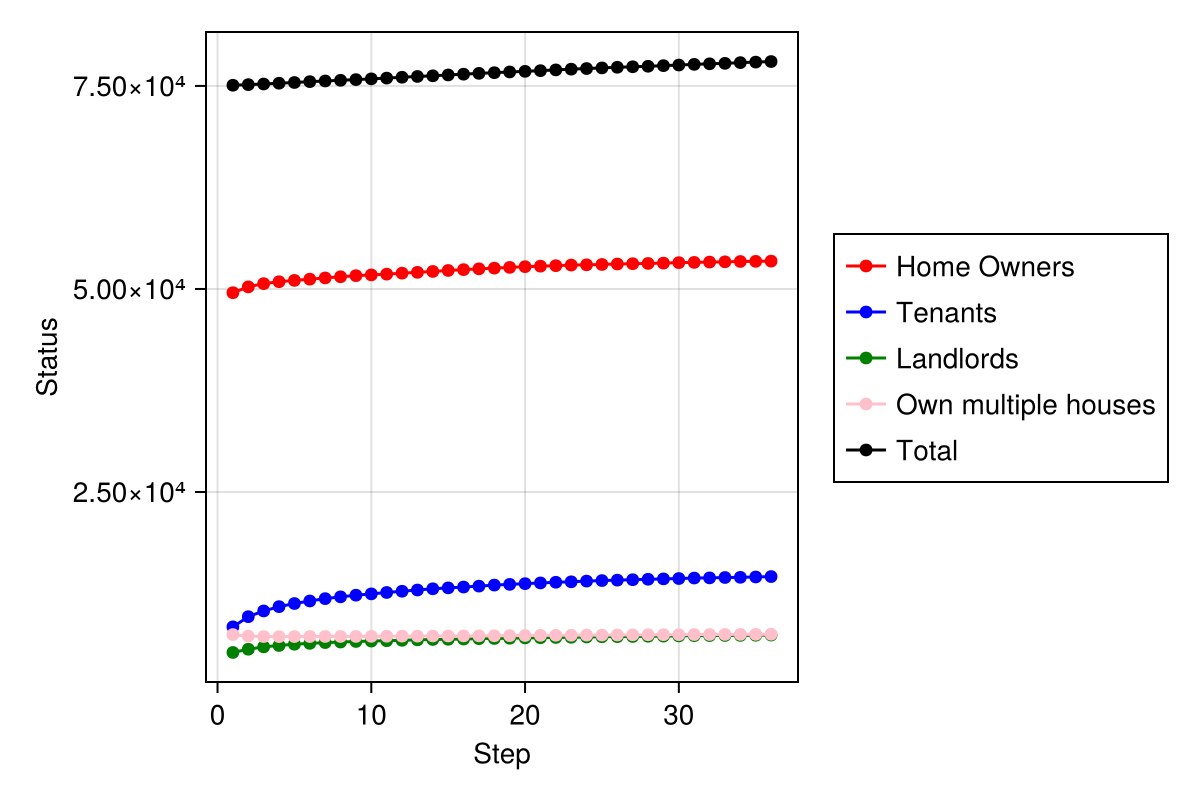 7.50×10⁴
5.00×10⁴
2.50×10⁴
Status
0 10 20 30
Step
Home Owners
Tenants
Landlords
Own multiple houses
Total